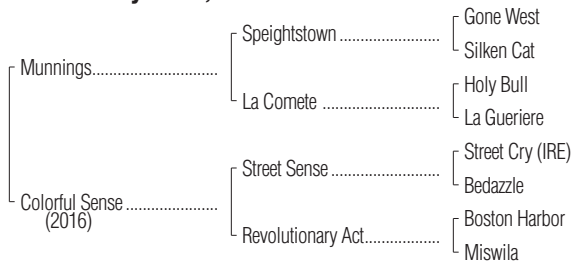 Gone West
Speightstown
Silken Cat
Munnings
Holy Bull
La Comete
La Gueriere
Street Cry (IRE)
Street Sense
Bedazzle
Colorful Sense
(2016)
Boston Harbor
Revolutionary Act
Miswila